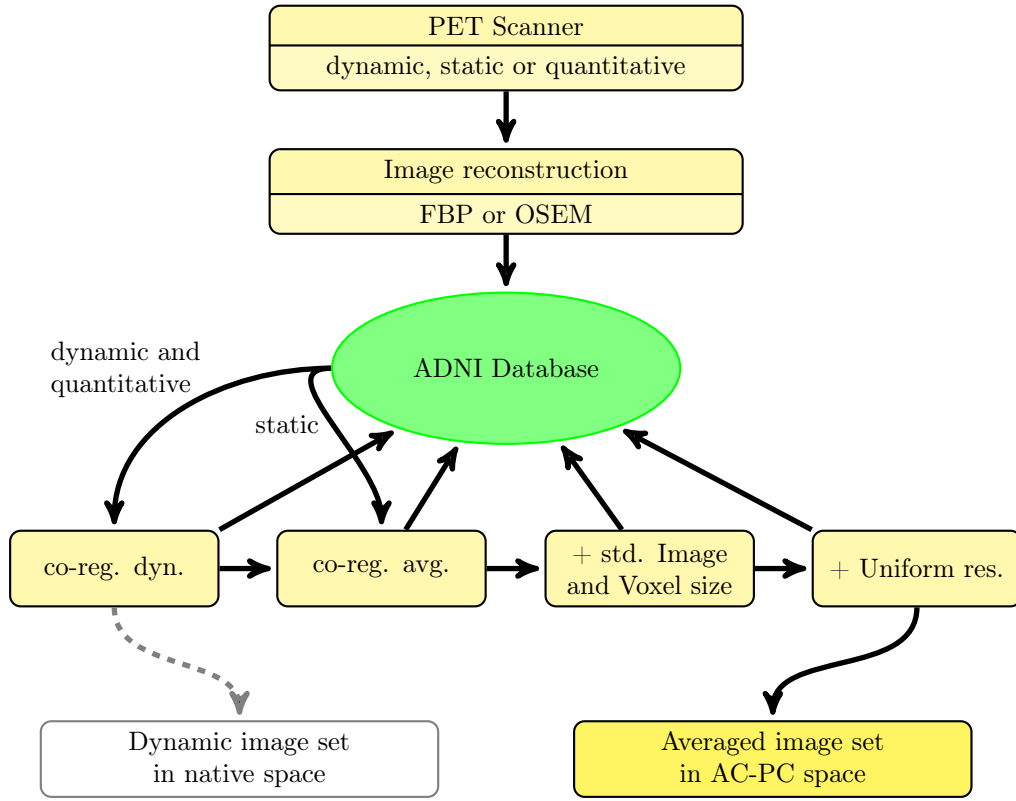 PET Scanner
dynamic, static or quantitative
Image reconstruction
FBP or OSEM
ADNI Database
dynamic and
quantitative
static
co-reg. dyn.
co-reg. avg.
+ std. Image
and Voxel size
+ Uniform res.
Dynamic image set
in native space
Averaged image set
in AC-PC space